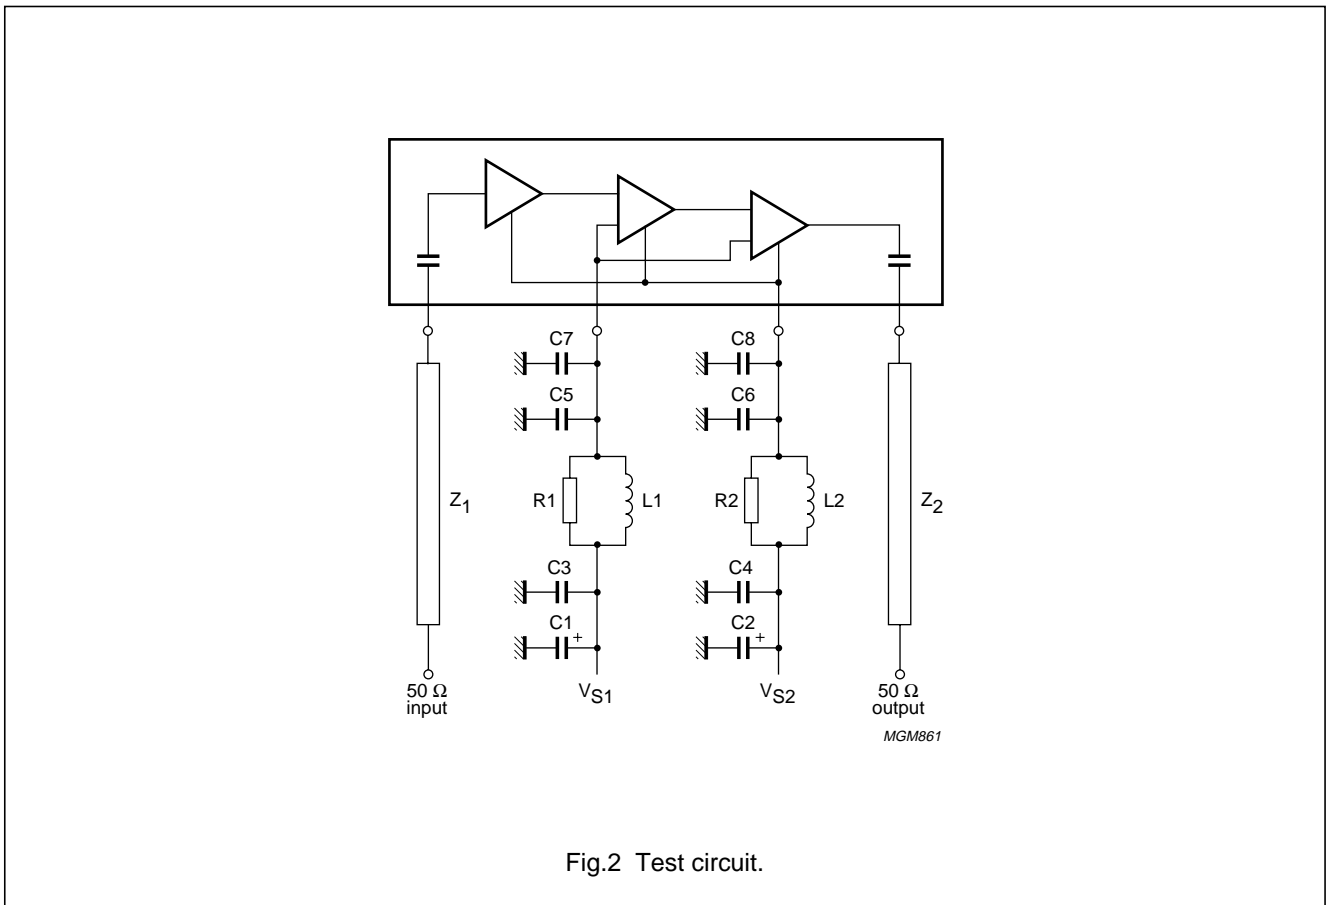 C7
C8
C5
C6
Z1
R1
L1
R2
L2
Z2
C3
C4
C1
+
C2
+
50 Ω
input
VS1
VS2
50 Ω
output
MGM861
Fig.2 Test circuit.